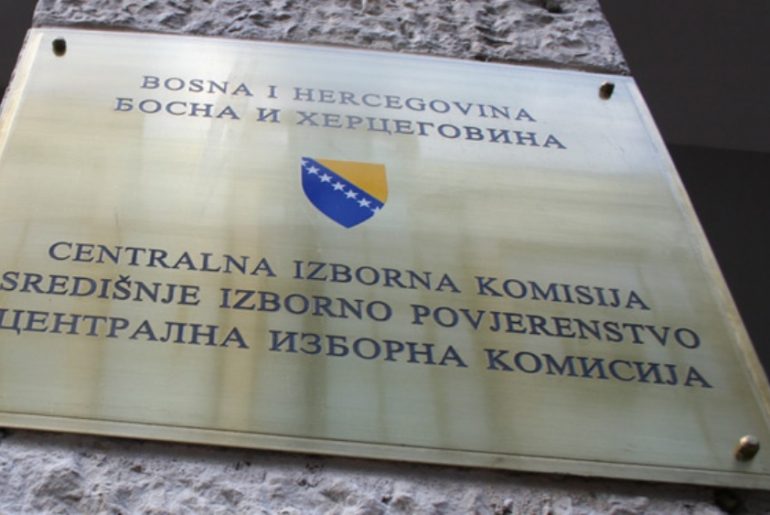 BOSNA I HERCEGOVINA
БОСНА И ХЕРЦЕГОВИНА
CENTRALNA IZBORNA KOMISIJA
SREDIŠNJE IZBORNO POVJERENSTVO
ЦЕНТРАЛНА ИЗБОРНА КОМИСИЈА